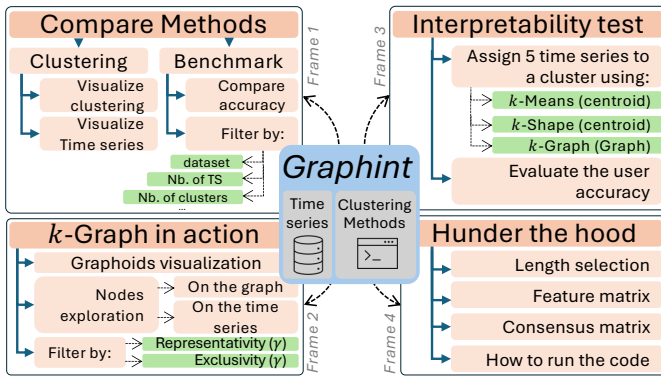 Compare Methods
Clustering
Visualize
clustering
Visualize
Time series
Benchmark
Compare
accuracy
Filter by:
dataset
Nb. of TS
Nb. of clusters
...
Frame 1
Frame 3
Interpretability test
Assign 5 time series to
a cluster using:
k-Means (centroid)
k-Shape (centroid)
k-Graph (Graph)
Evaluate the user
accuracy
Graphint
Time
series
Clustering
Methods
>_
k-Graph in action
Graphoids visualization
Nodes
exploration
On the graph
On the time
series
Filter by:
Representativity (γ)
Exclusivity (γ)
Frame 2
Frame 4
Hunder the hood
Length selection
Feature matrix
Consensus matrix
How to run the code